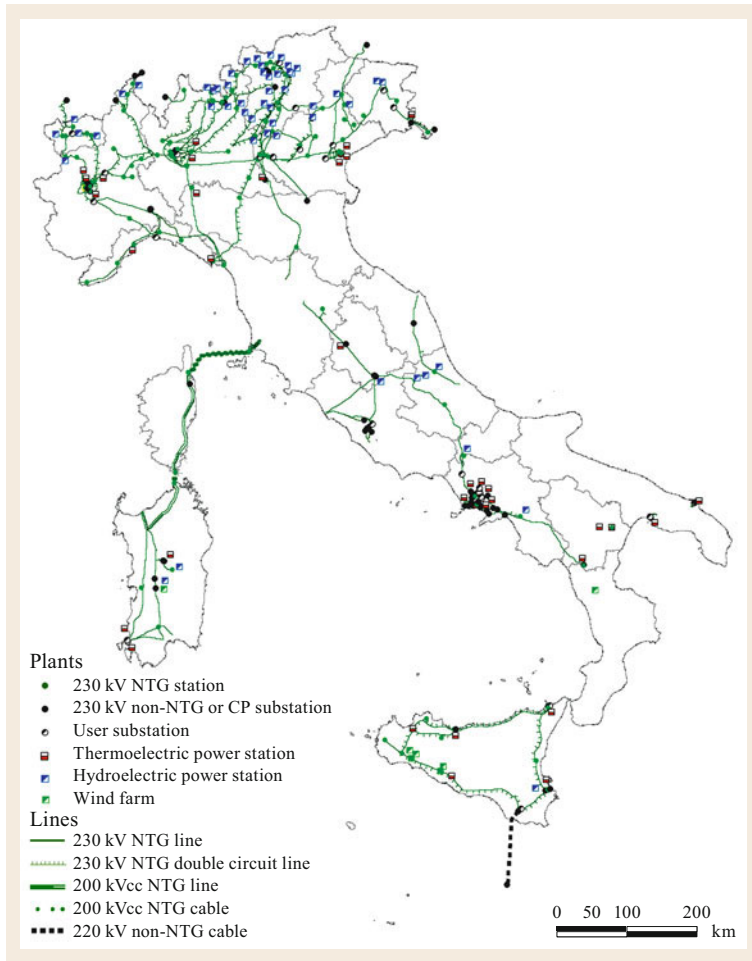 Plants
230 kV NTG station
230 kV non-NTG or CP substation
User substation
Thermoelectric power station
Hydroelectric power station
Wind farm
Lines
230 kV NTG line
230 kV NTG double circuit line
200 kVcc NTG line
200 kVcc NTG cable
220 kV non-NTG cable
0 50 100 200
km